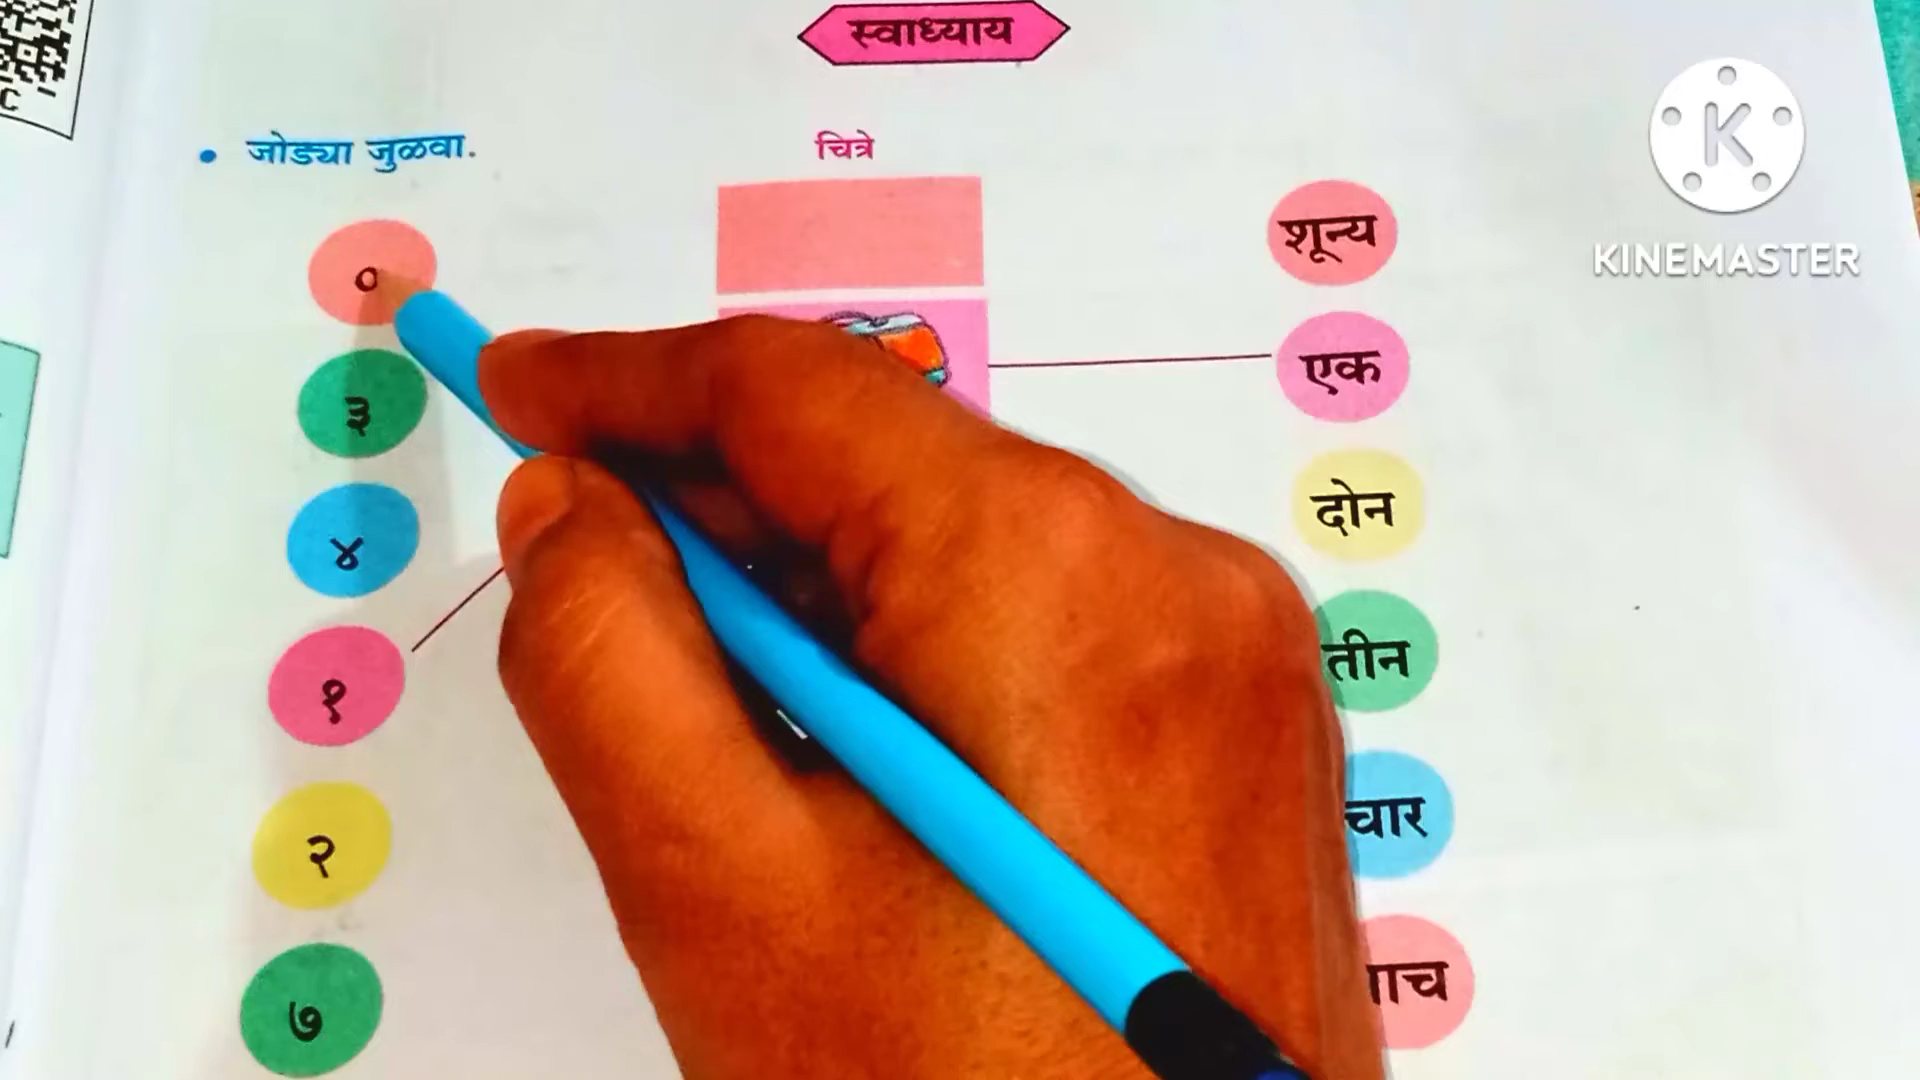 स्वाध्याय
C
• जोड्या जुळवा.
चित्रे
० शून्य
३ एक
४ दोन
१ तीन
२ चार
७
K
KINEMASTER